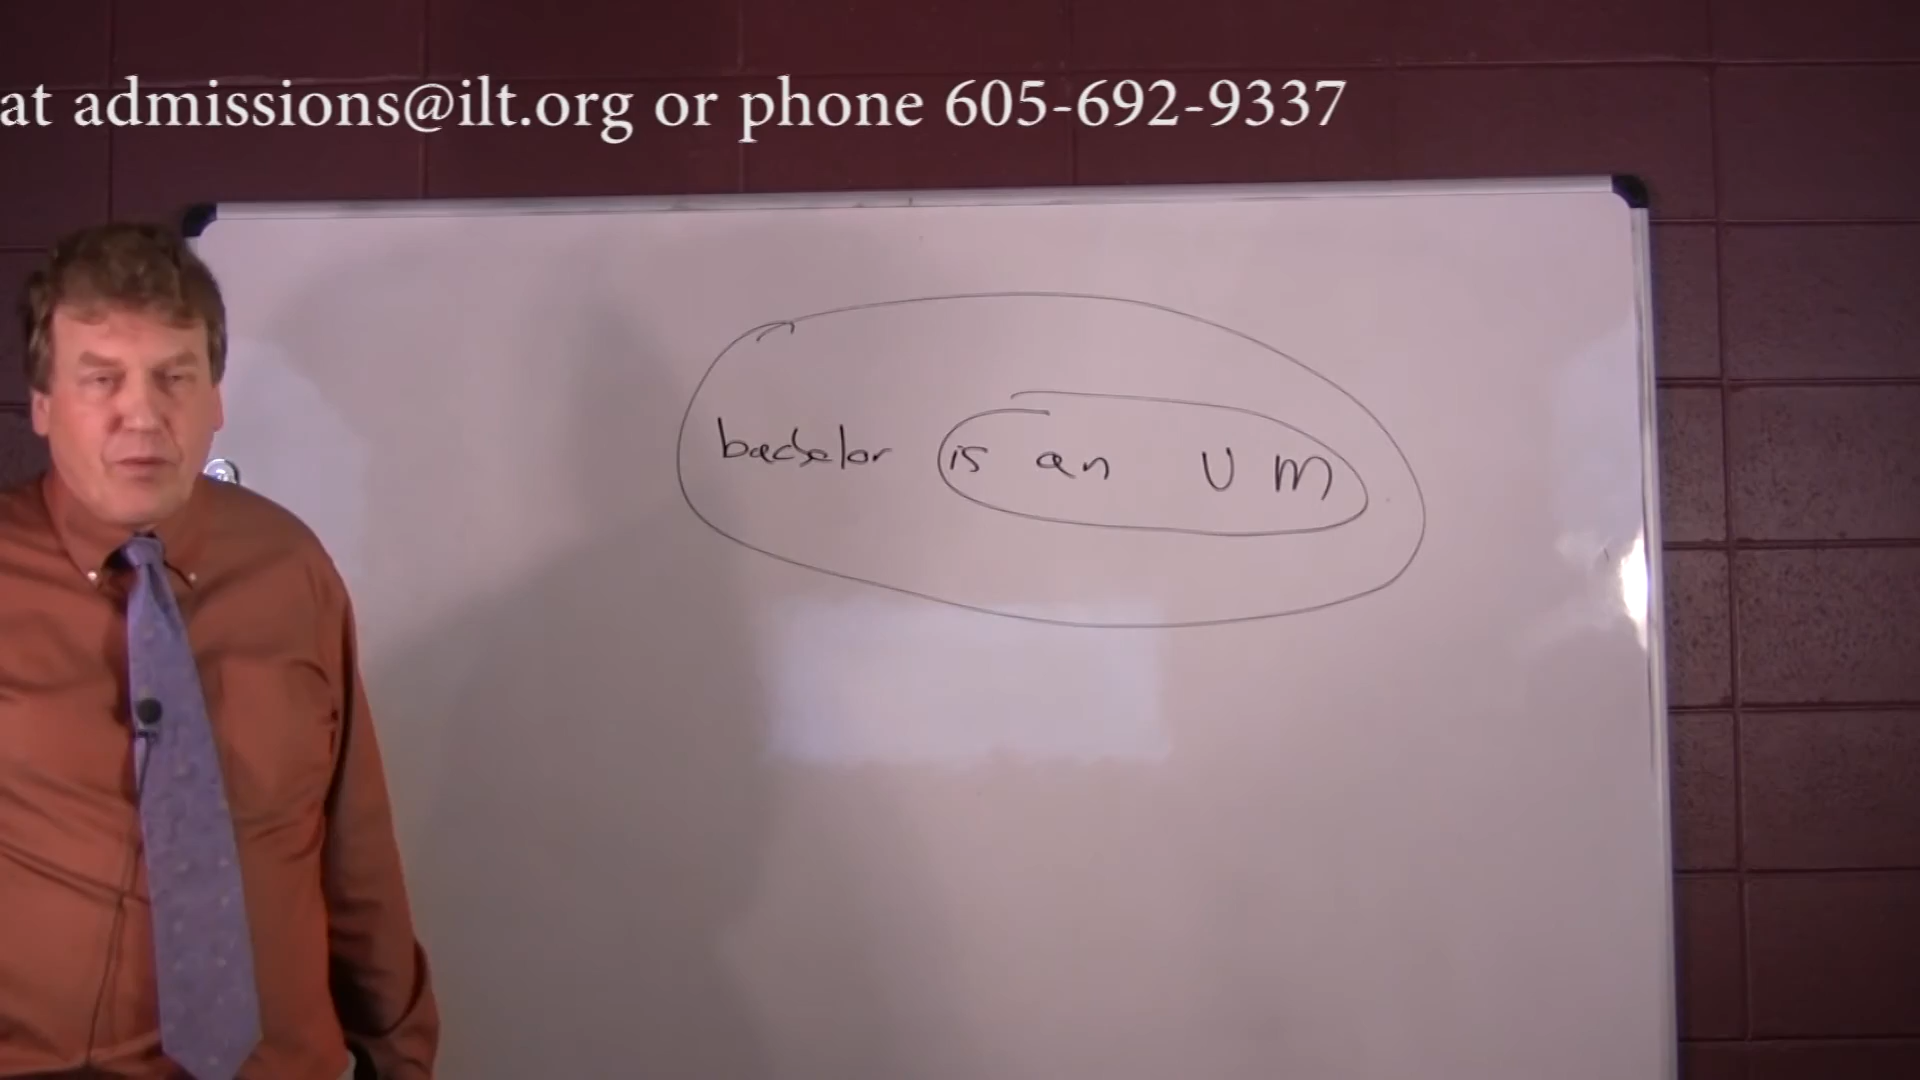 at admissions@ilt.org or phone 605-692-9337
bachelor is an U M